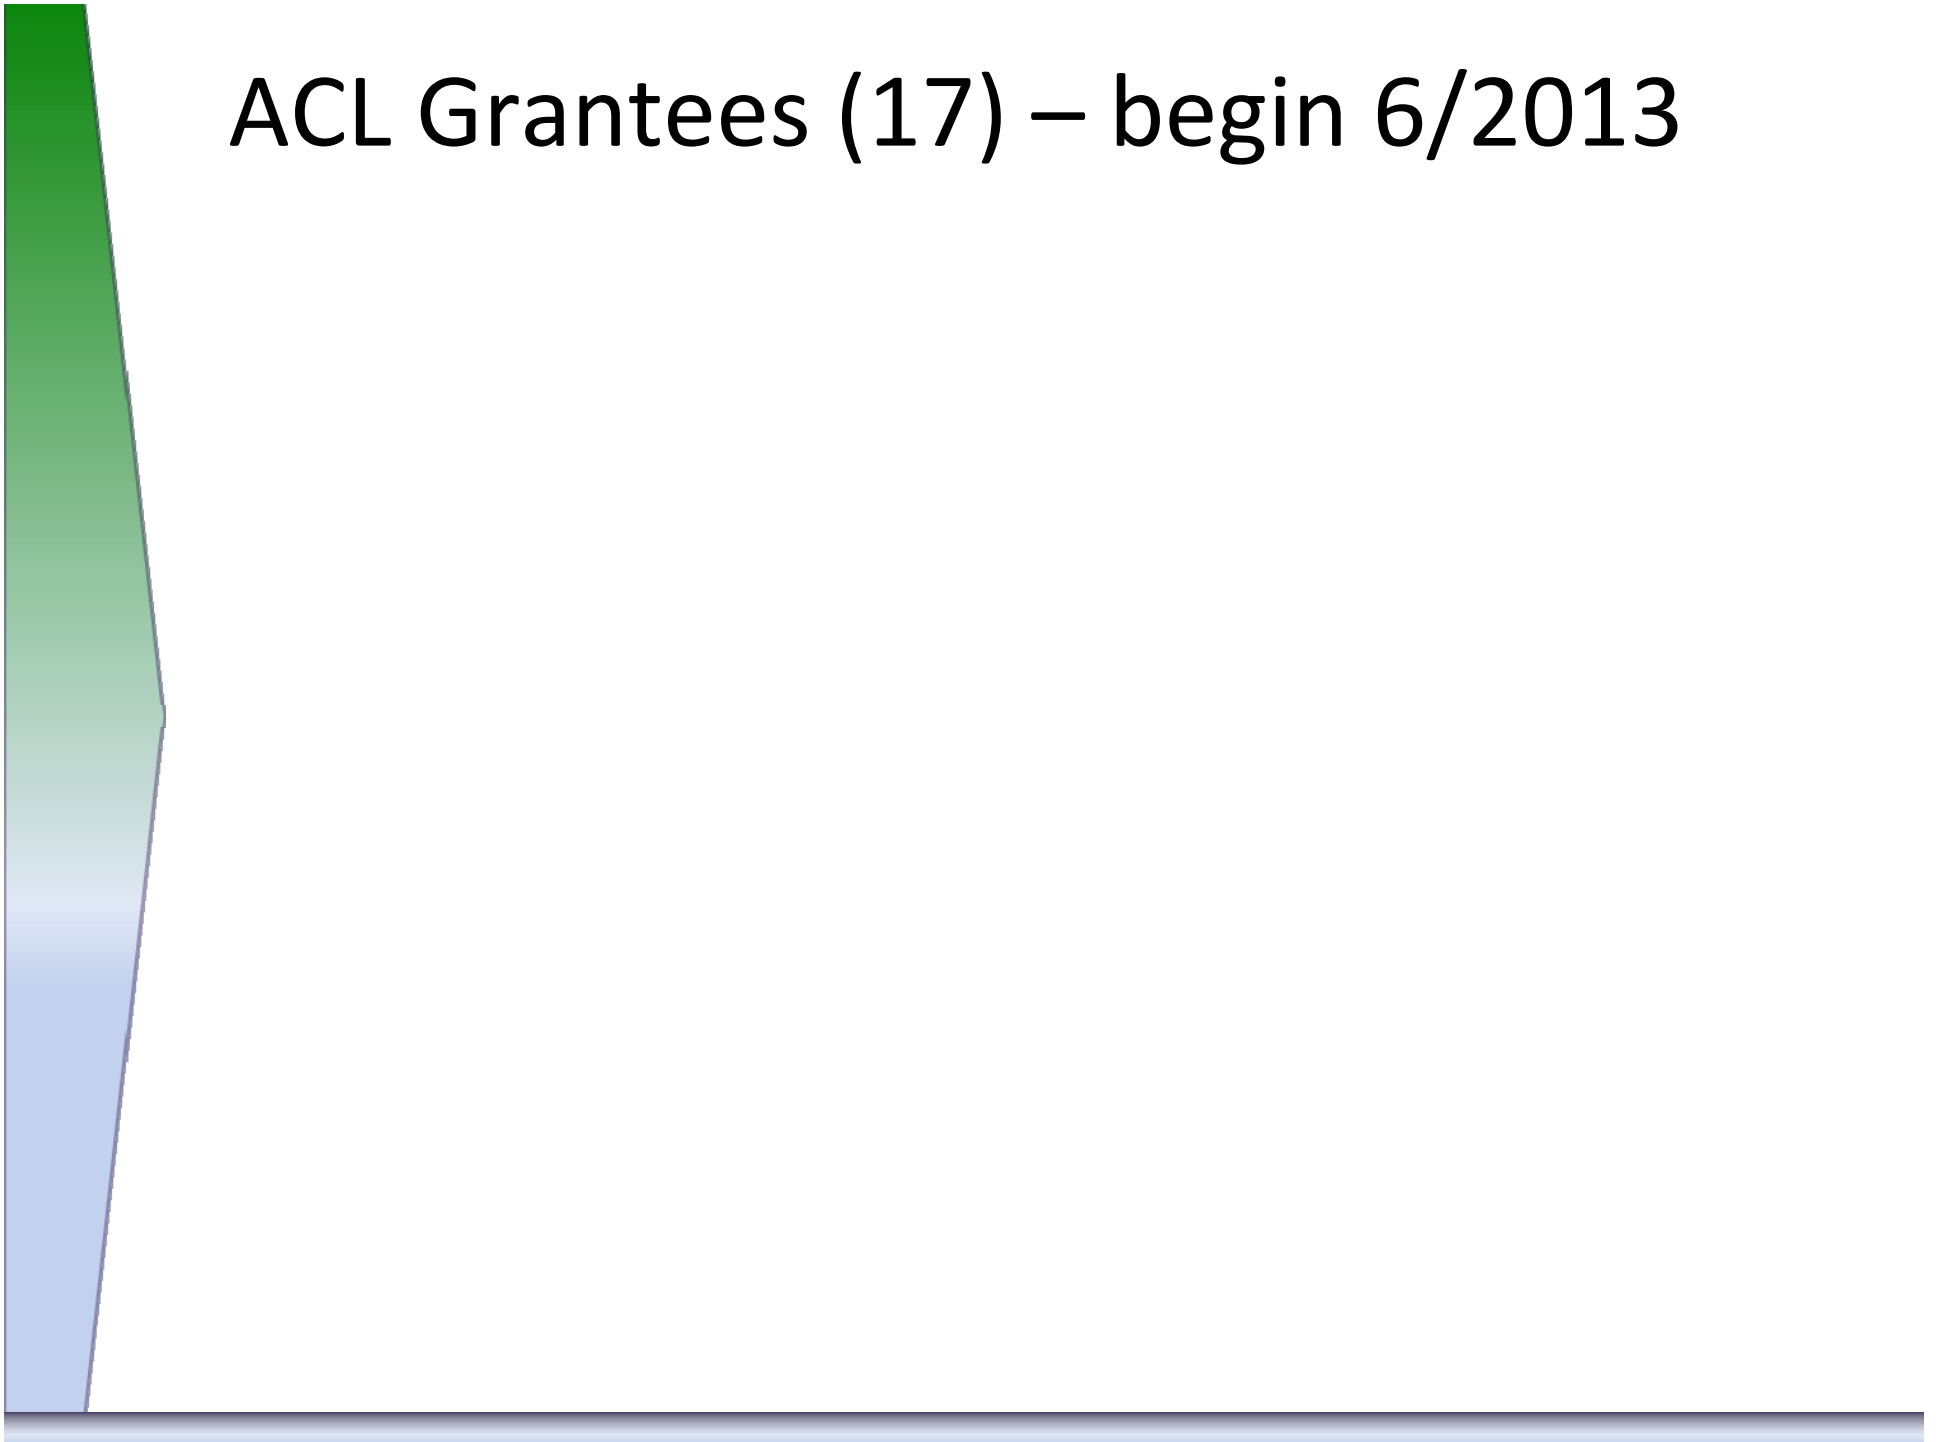 ACL Grantees (17) – begin 6/2013